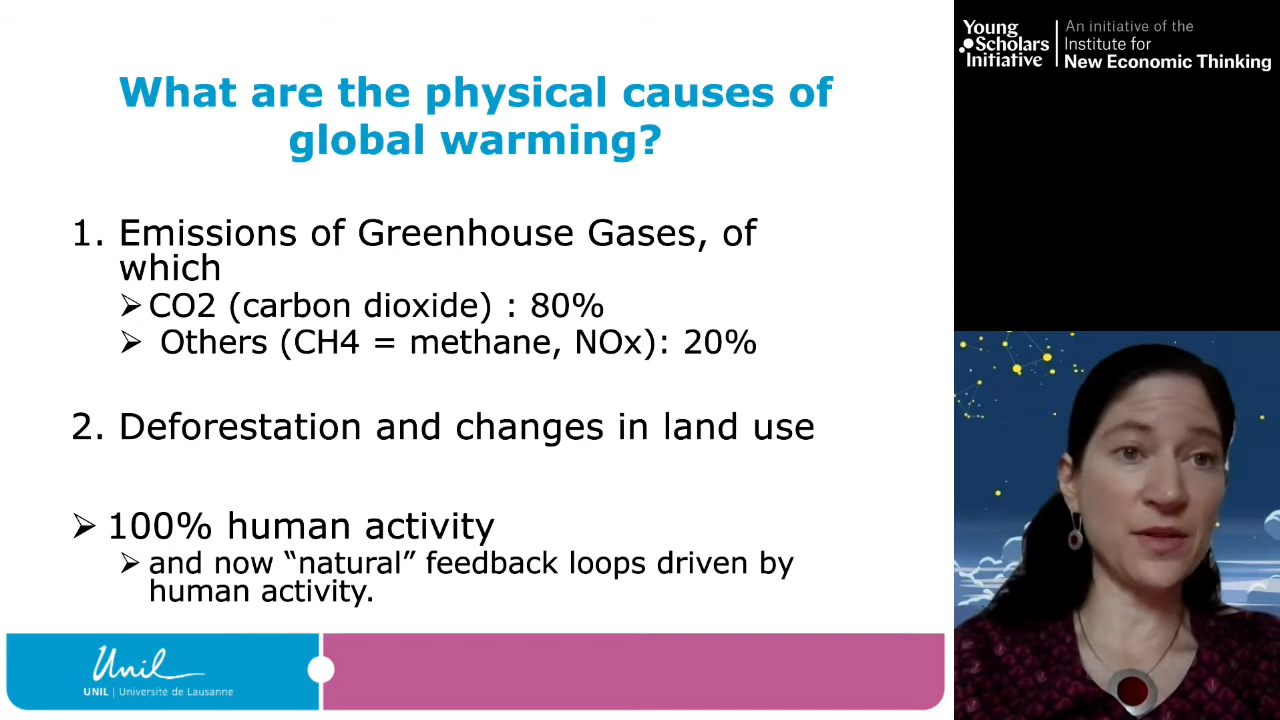 What are the physical causes of
global warming?
1. Emissions of Greenhouse Gases, of
which
➢CO2 (carbon dioxide) : 80%
➢ Others (CH4 = methane, NOx): 20%
2. Deforestation and changes in land use
➢ 100% human activity
➢and now “natural” feedback loops driven by
human activity.
Unil
UNIL | Université de Lausanne
Young
Scholars
Initiative
An initiative of the
Institute for
New Economic Thinking